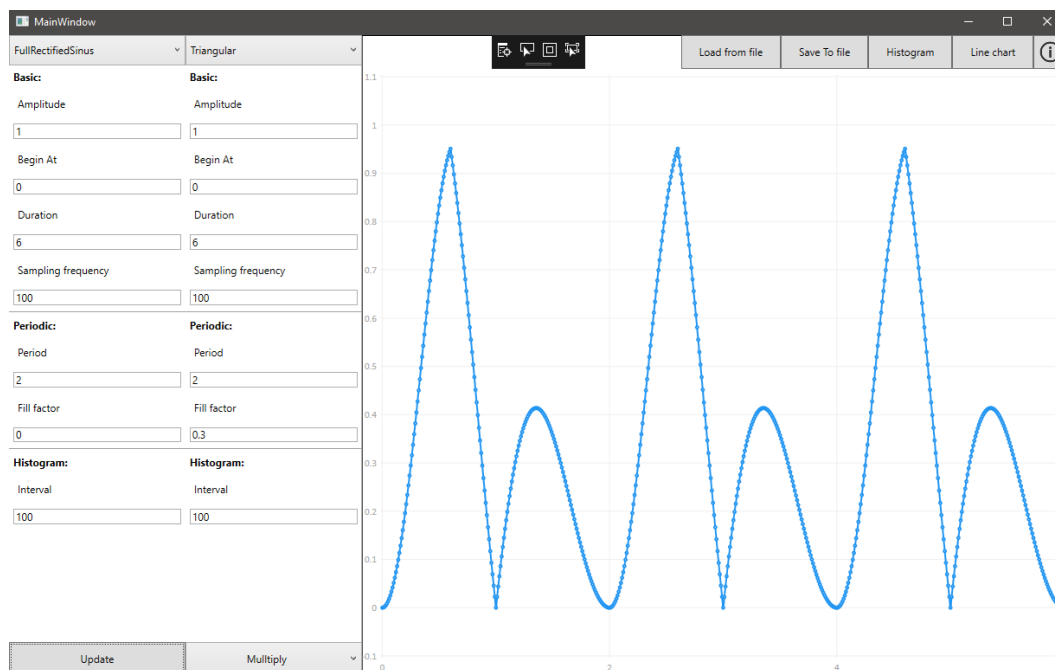 MainWindow
FullRectifiedSinus Triangular Load from file Save To file Histogram Line chart
Basic: Basic:
Amplitude Amplitude
1 1
Begin At Begin At
0 0
Duration Duration
6 6
Sampling frequency Sampling frequency
100 100
Periodic: Periodic:
Period Period
2 2
Fill factor Fill factor
0 0.3
Histogram: Histogram:
Interval Interval
100 100
Update Mulltiply
1.1
1
0.9
0.8
0.7
0.6
0.5
0.4
0.3
0.2
0.1
0
-0.1
0 2 4